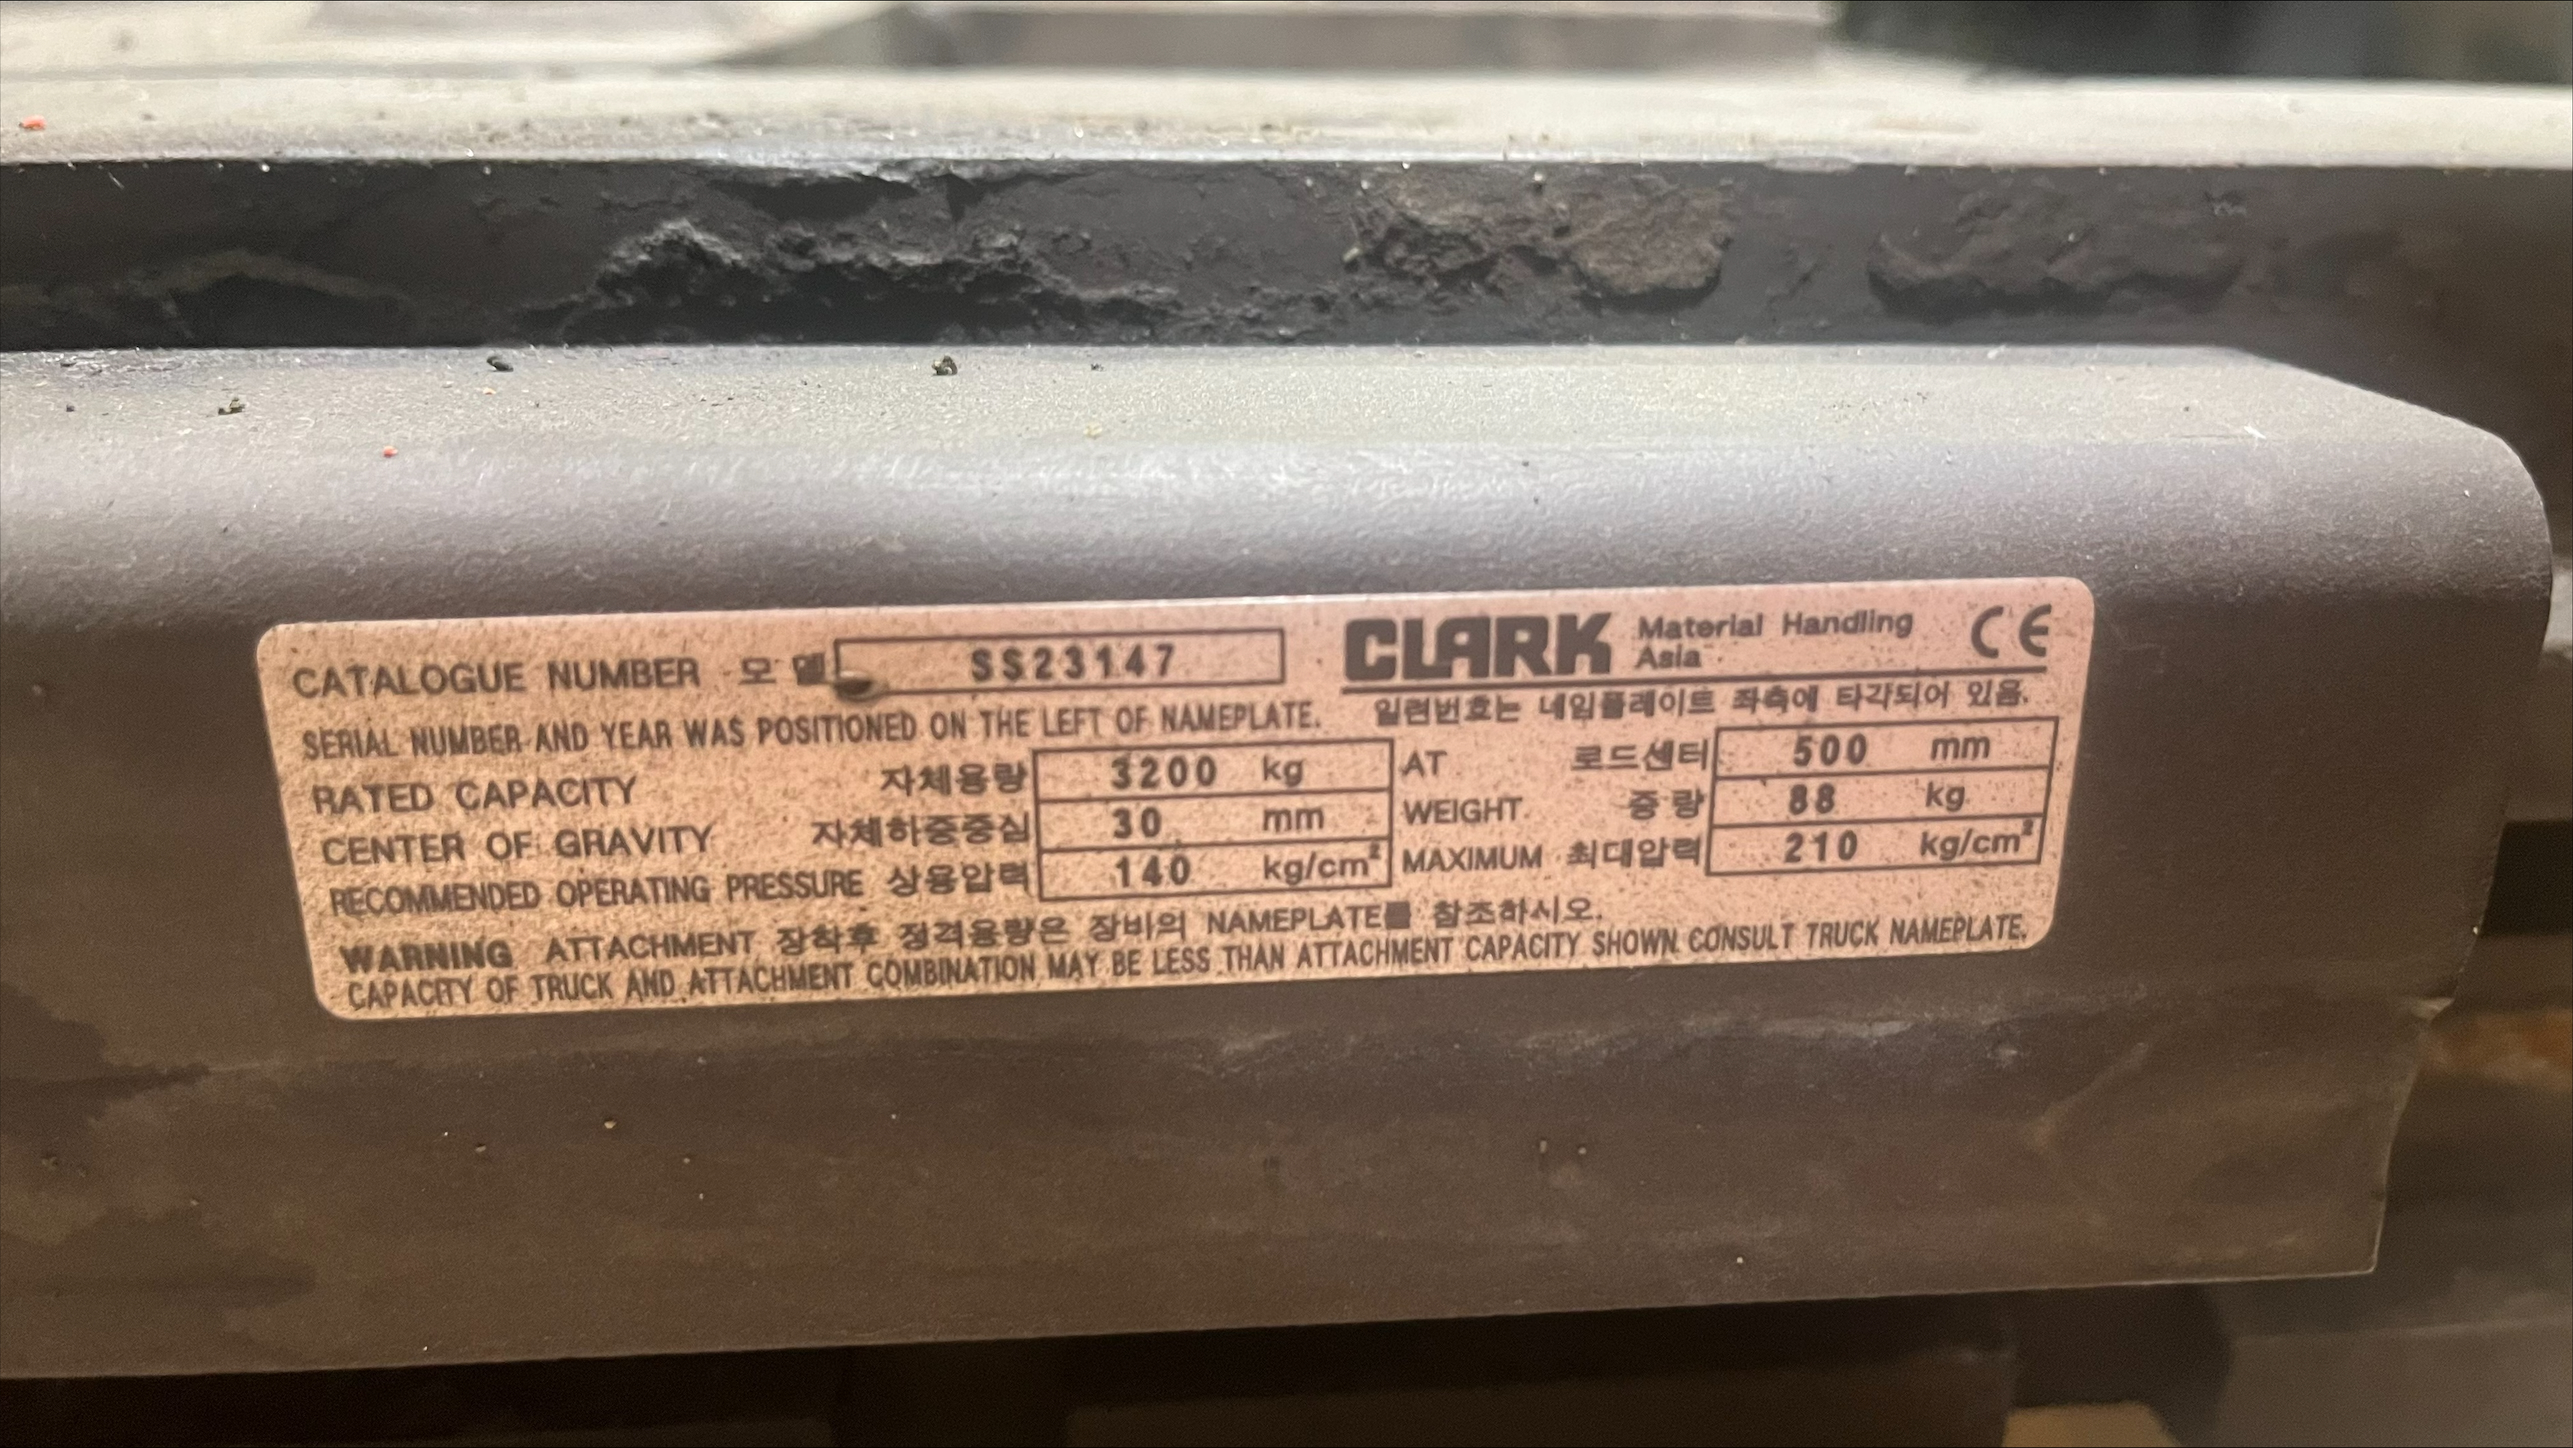 CATALOGUE NUMBER 모 델 SS23147
CLARK Material Handling Asia CE
SERIAL NUMBER AND YEAR WAS POSITIONED ON THE LEFT OF NAMEPLATE. 일련번호는 네임플레이트 좌측에 타각되어 있음.
RATED CAPACITY 자체용량 3200 kg AT 로드센터 500 mm
CENTER OF GRAVITY 자체하중중심 30 mm WEIGHT 중 량 88 kg
RECOMMENDED OPERATING PRESSURE 상용압력 140 kg/cm² MAXIMUM 최대압력 210 kg/cm²
WARNING ATTACHMENT 장착후 정격용량은 장비의 NAMEPLATE를 참조하시오.
CAPACITY OF TRUCK AND ATTACHMENT COMBINATION MAY BE LESS THAN ATTACHMENT CAPACITY SHOWN CONSULT TRUCK NAMEPLATE.